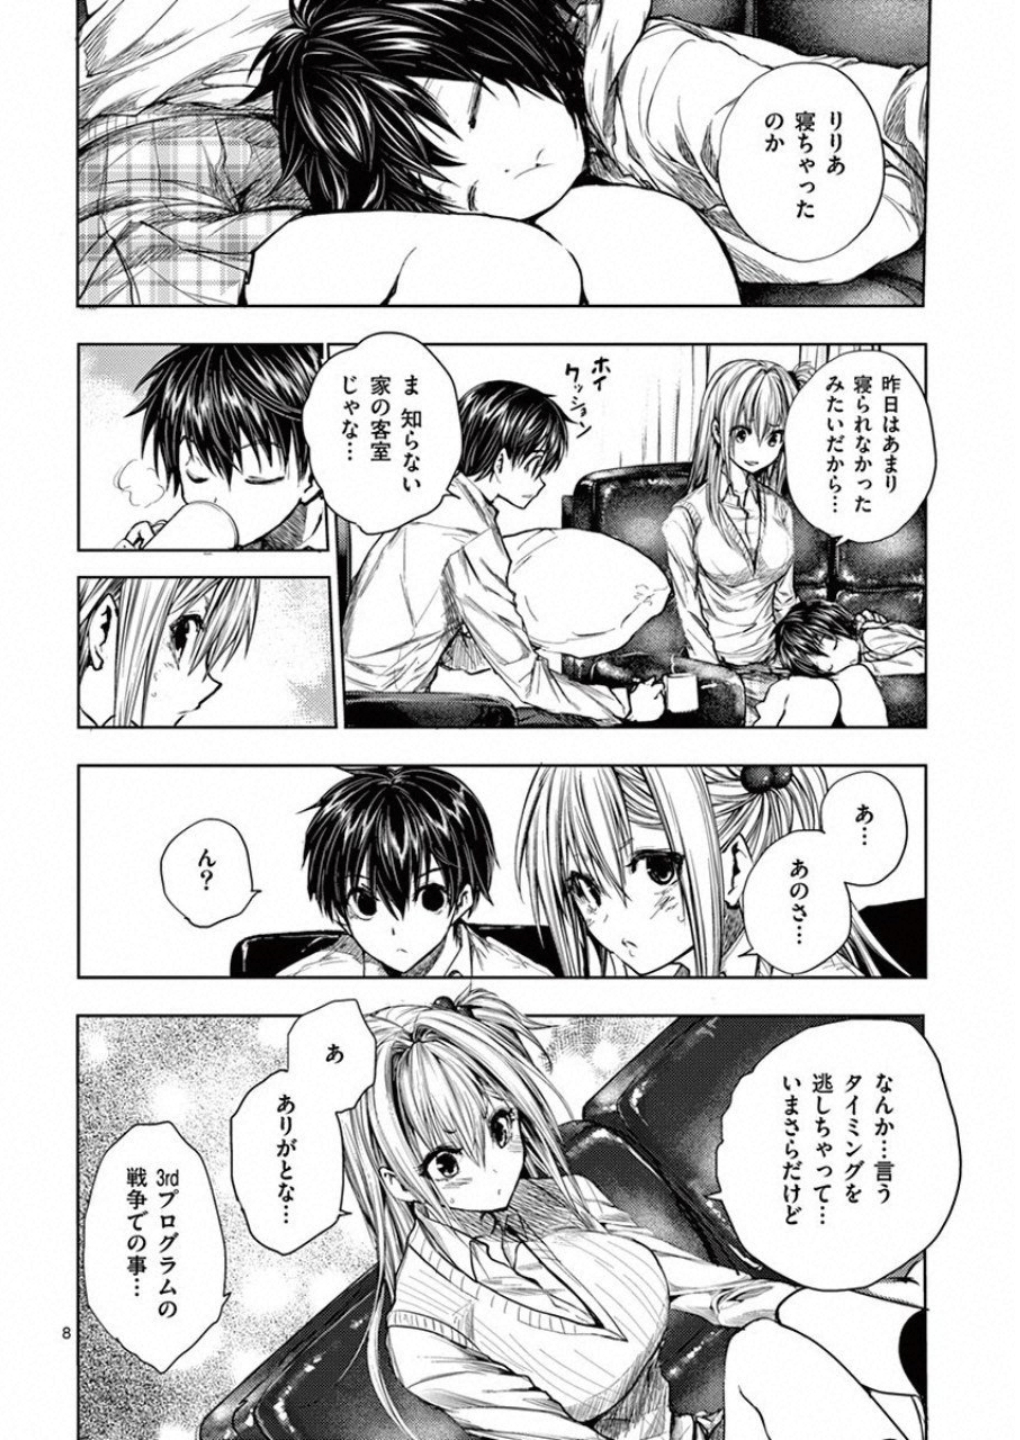 りりあ
寝ちゃった
のか
昨日はあまり
寝られなかった
みたいだから…
ホイ
クッション
ま 知らない
家の客室
じゃな…
あ…
あのさ…
ん?
なんか…言う
タイミングを
逃しちゃって…
いまさらだけど
あ
ありがとな…
3rdプログラムの
戦争での事…
8